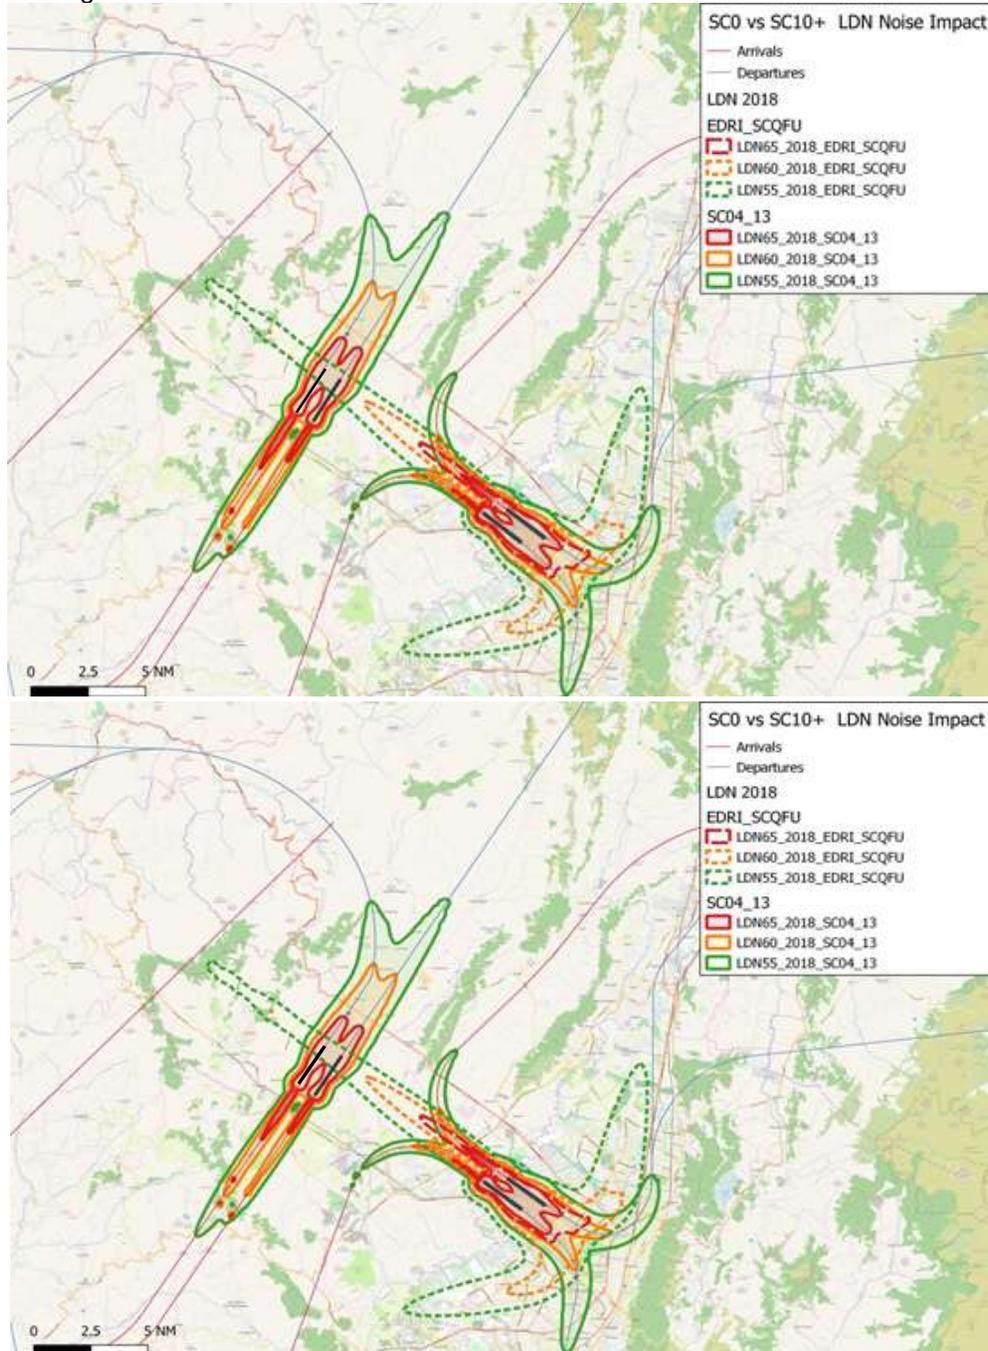 SC0 vs SC10+ LDN Noise Impact
Arrivals
Departures
LDN 2018
EDRI_SCQFU
LDN65_2018_EDRI_SCQFU
LDN60_2018_EDRI_SCQFU
LDN55_2018_EDRI_SCQFU
SC04_13
LDN65_2018_SC04_13
LDN60_2018_SC04_13
LDN55_2018_SC04_13
0 2.5 5 NM
SC0 vs SC10+ LDN Noise Impact
Arrivals
Departures
LDN 2018
EDRI_SCQFU
LDN65_2018_EDRI_SCQFU
LDN60_2018_EDRI_SCQFU
LDN55_2018_EDRI_SCQFU
SC04_13
LDN65_2018_SC04_13
LDN60_2018_SC04_13
LDN55_2018_SC04_13
0 2.5 5 NM